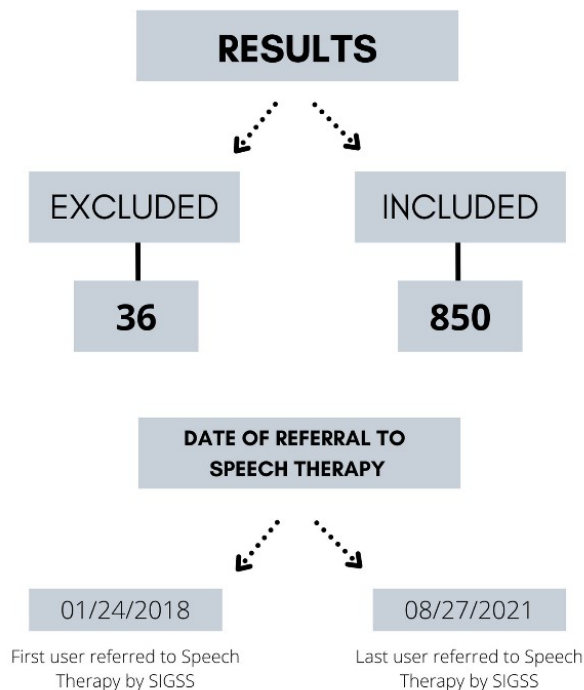 RESULTS
EXCLUDED
INCLUDED
36
850
DATE OF REFERRAL TO
SPEECH THERAPY
01/24/2018
08/27/2021
First user referred to Speech
Therapy by SIGSS
Last user referred to Speech
Therapy by SIGSS